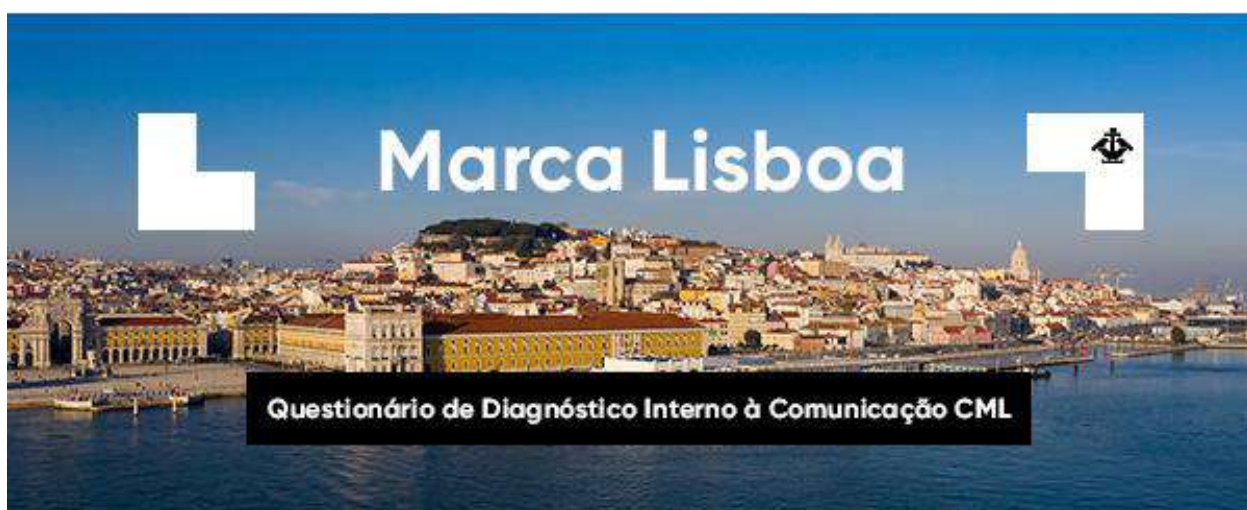 Marca Lisboa
Questionário de Diagnóstico Interno à Comunicação CML